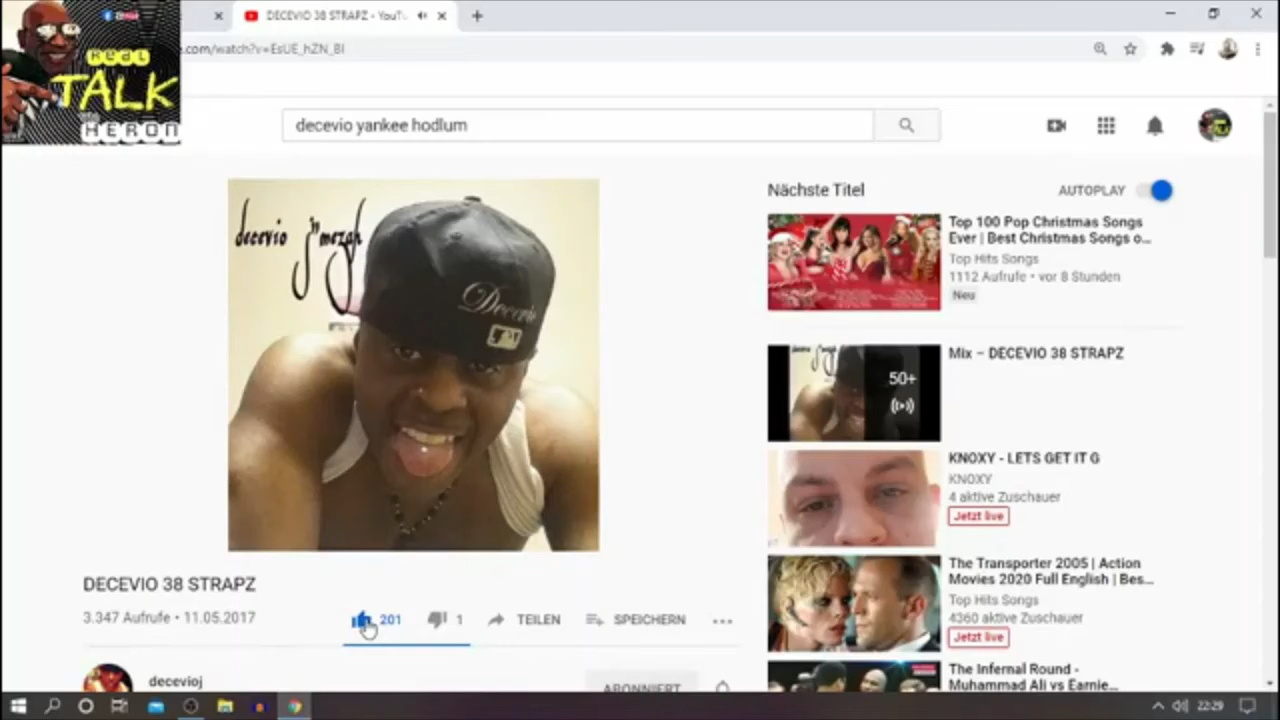 DECEVIO 38 STRAPZ - YouTu
.com/watch?v=EsUE_hZN_BI
ReaL
TALK
HERON
decevio yankee hodlum
decevio j'mezah
Decevio
Nächste Titel
AUTOPLAY
Top 100 Pop Christmas Songs
Ever | Best Christmas Songs o...
Top Hits Songs
1112 Aufrufe • vor 8 Stunden
Neu
Mix – DECEVIO 38 STRAPZ
50+
KNOXY - LETS GET IT G
KNOXY
4 aktive Zuschauer
Jetzt live
The Transporter 2005 | Action
Movies 2020 Full English | Bes...
Top Hits Songs
4360 aktive Zuschauer
Jetzt live
The Infernal Round -
Muhammad Ali vs Earnie...
DECEVIO 38 STRAPZ
3.347 Aufrufe • 11.05.2017
201
1
TEILEN
SPEICHERN
decevioj
ABONNIERT
22:29